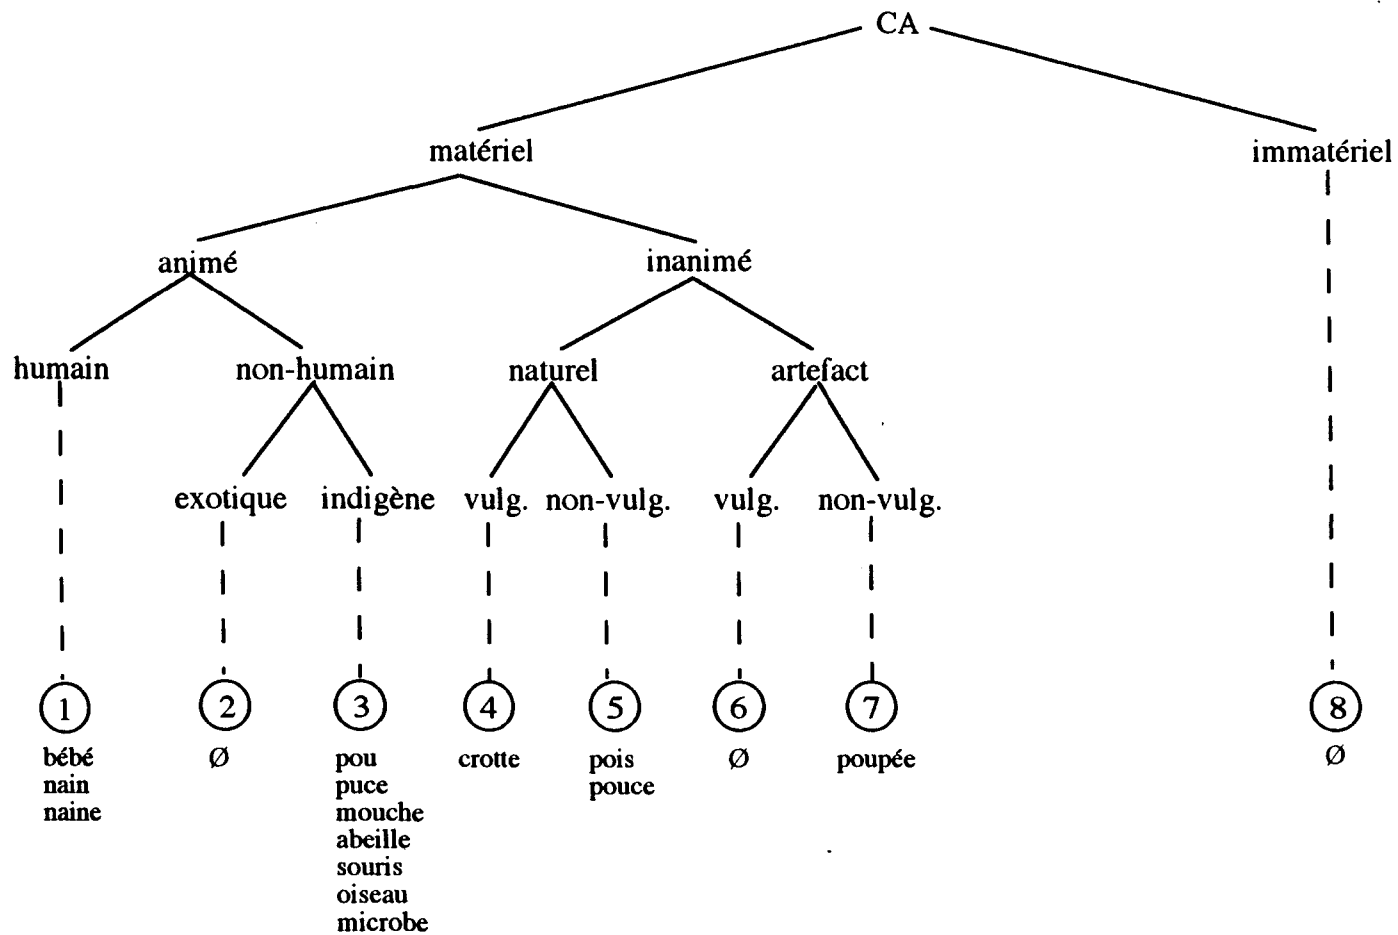 CA
matériel immatériel
animé inanimé
humain non-humain naturel artefact
exotique indigène vulg. non-vulg. vulg. non-vulg.
1 2 3 4 5 6 7 8
bébé Ø pou crotte pois Ø poupée Ø
nain puce pouce
naine mouche
abeille
souris
oiseau
microbe